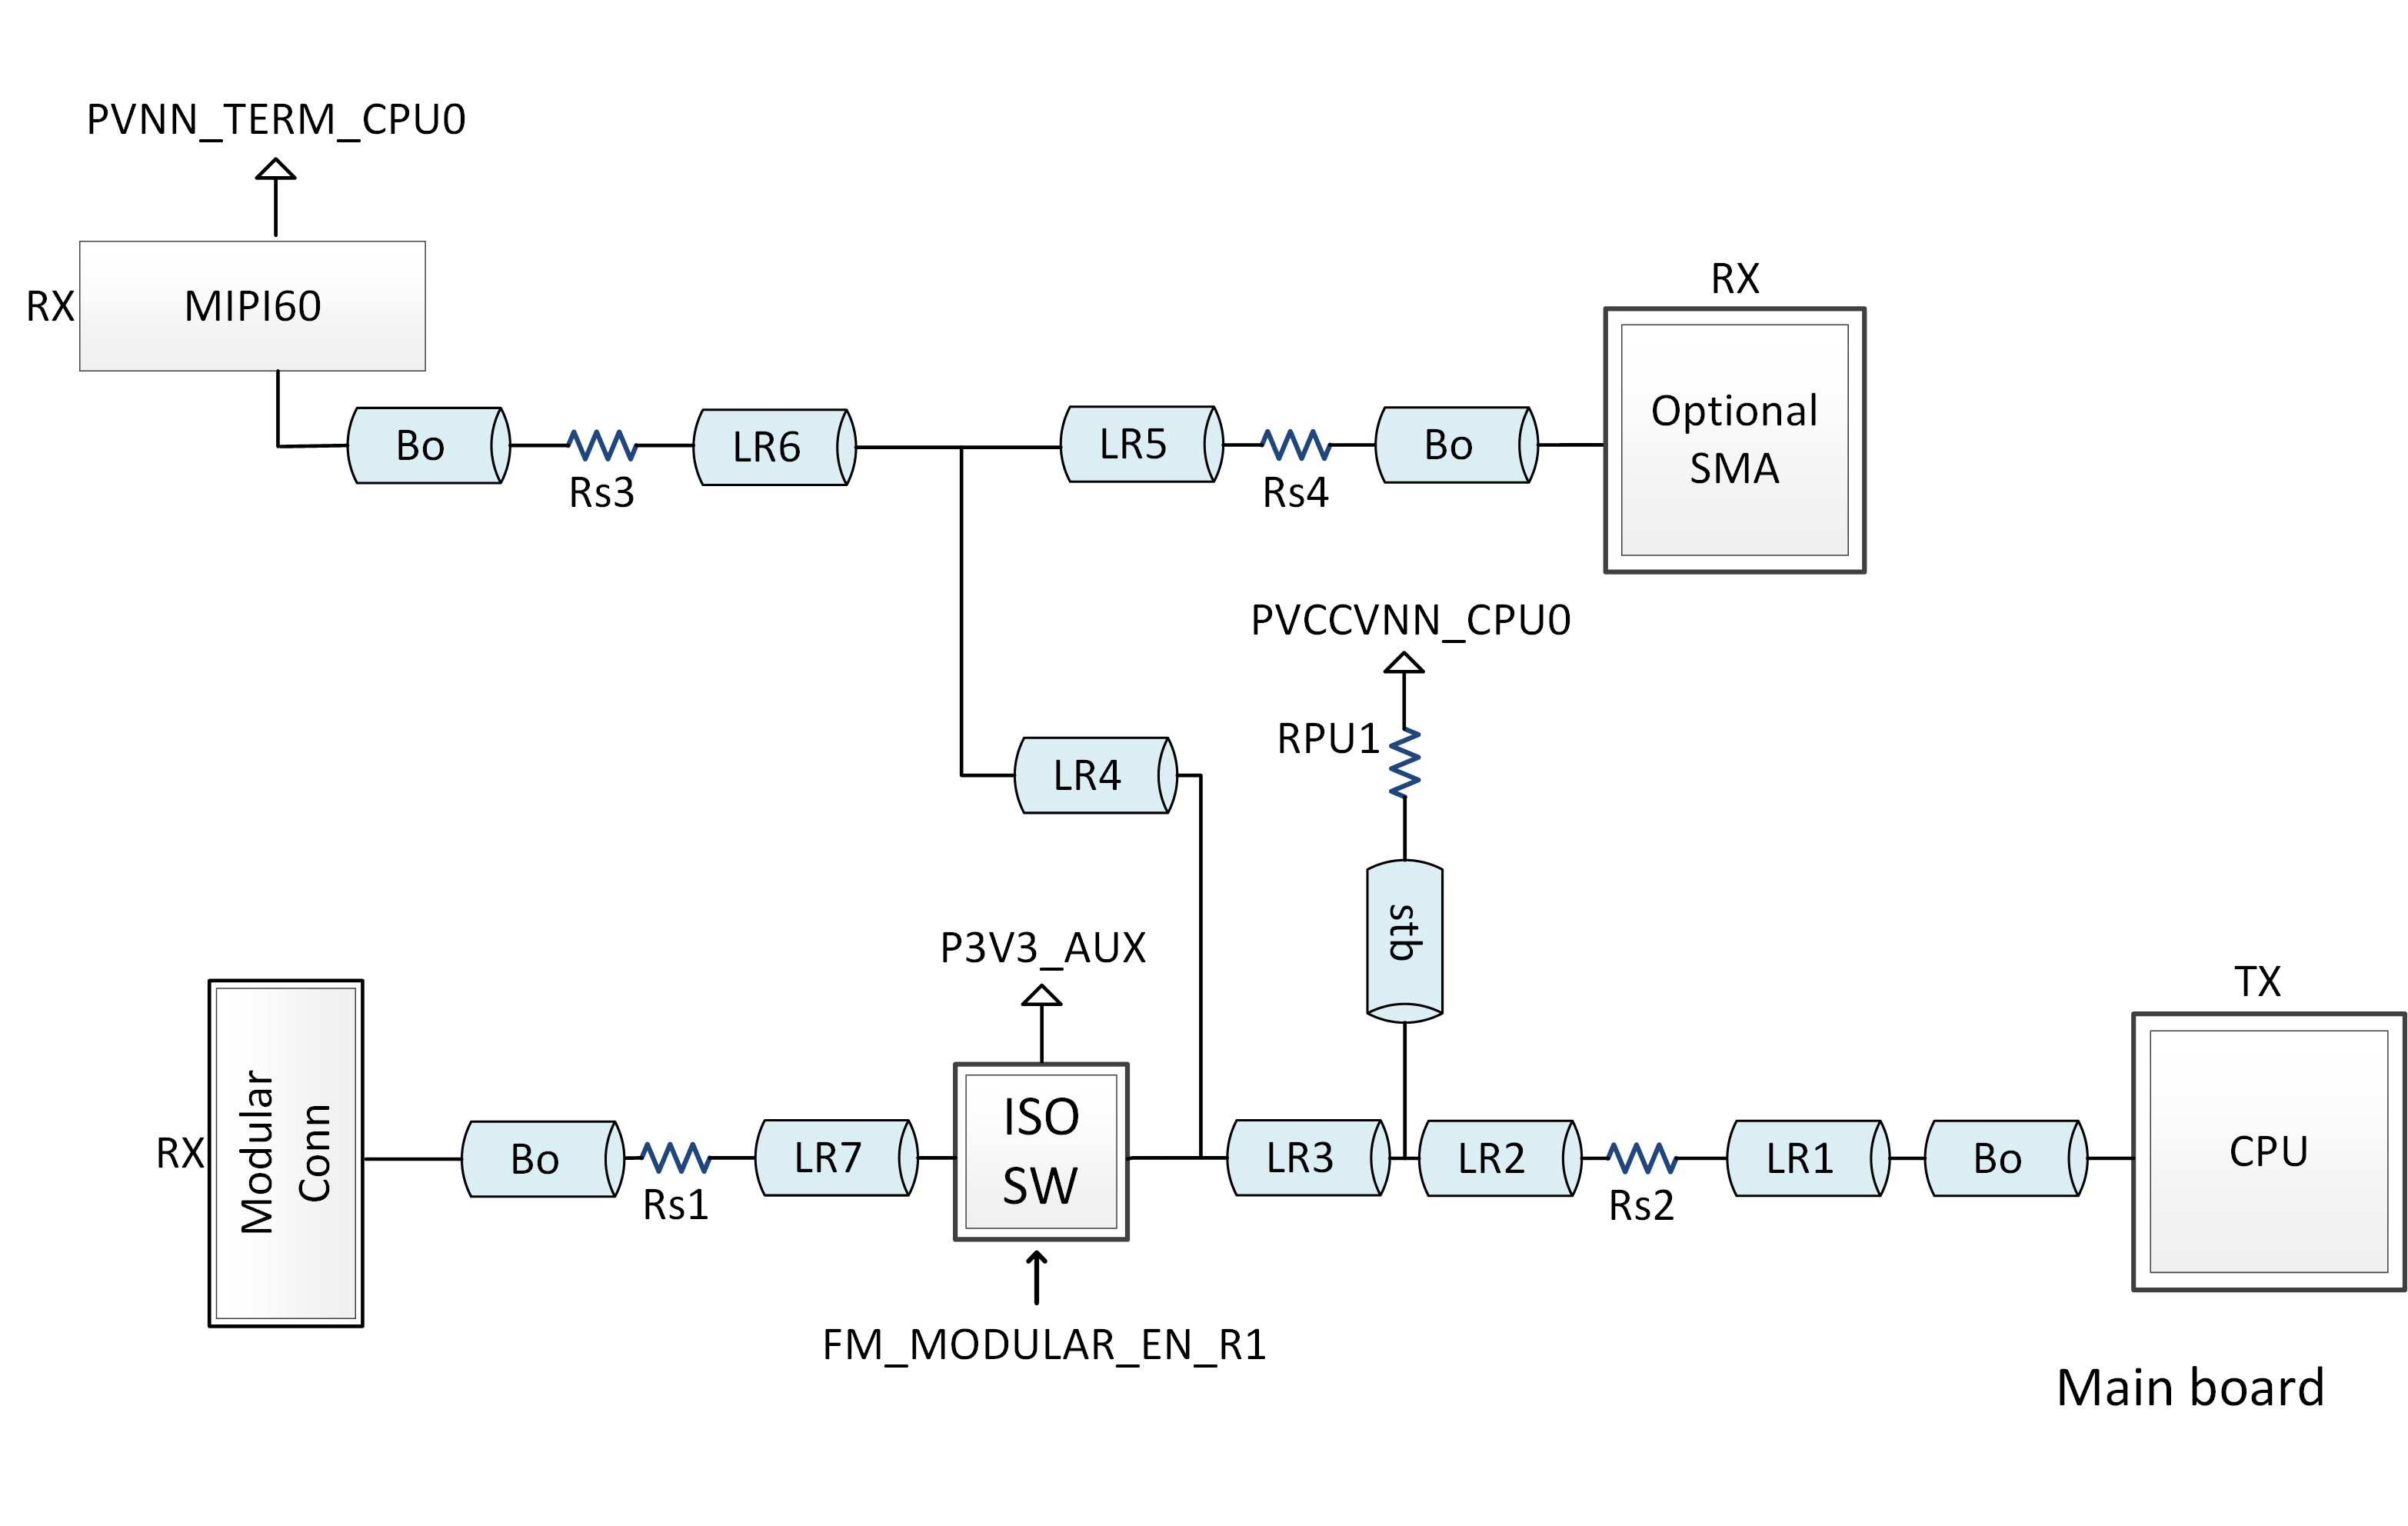 PVNN_TERM_CPU0
RX
MIPI60
Bo
Rs3
LR6
LR5
Rs4
Bo
RX
Optional
SMA
PVCCVNN_CPU0
RPU1
LR4
stb
P3V3_AUX
RX
Modular
Conn
Bo
Rs1
LR7
ISO
SW
FM_MODULAR_EN_R1
LR3
LR2
Rs2
LR1
Bo
TX
CPU
Main board